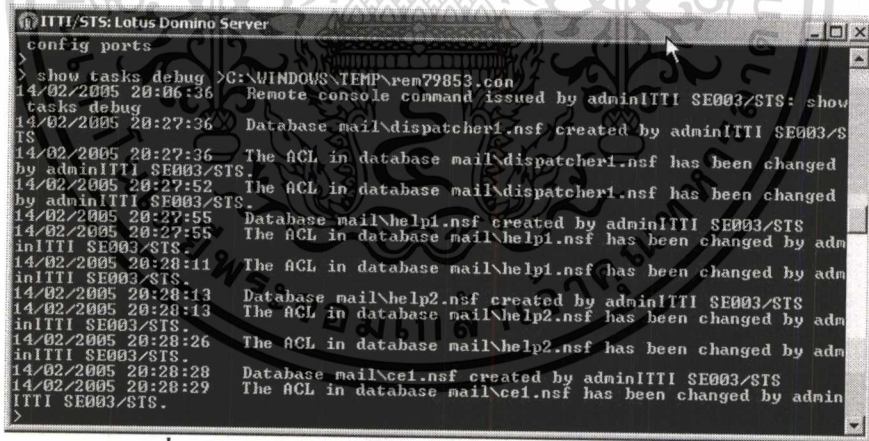 ITTI/STS: Lotus Domino Server
config ports
>
> show tasks debug >C:\WINDOWS\TEMP\rem79853.con
14/02/2005 20:06:36 Remote console command issued by adminITTI SE003/STS: show
tasks debug
14/02/2005 20:27:36 Database mail\dispatcher1.nsf created by adminITTI SE003/S
TS
14/02/2005 20:27:36 The ACL in database mail\dispatcher1.nsf has been changed
by adminITTI SE003/STS.
14/02/2005 20:27:52 The ACL in database mail\dispatcher1.nsf has been changed
by adminITTI SE003/STS.
14/02/2005 20:27:55 Database mail\help1.nsf created by adminITTI SE003/STS
14/02/2005 20:27:55 The ACL in database mail\help1.nsf has been changed by adm
inITTI SE003/STS.
14/02/2005 20:28:11 The ACL in database mail\help1.nsf has been changed by adm
inITTI SE003/STS.
14/02/2005 20:28:13 Database mail\help2.nsf created by adminITTI SE003/STS
14/02/2005 20:28:13 The ACL in database mail\help2.nsf has been changed by adm
inITTI SE003/STS.
14/02/2005 20:28:26 The ACL in database mail\help2.nsf has been changed by adm
inITTI SE003/STS.
14/02/2005 20:28:28 Database mail\ce1.nsf created by adminITTI SE003/STS
14/02/2005 20:28:29 The ACL in database mail\ce1.nsf has been changed by admin
ITTI SE003/STS.
>